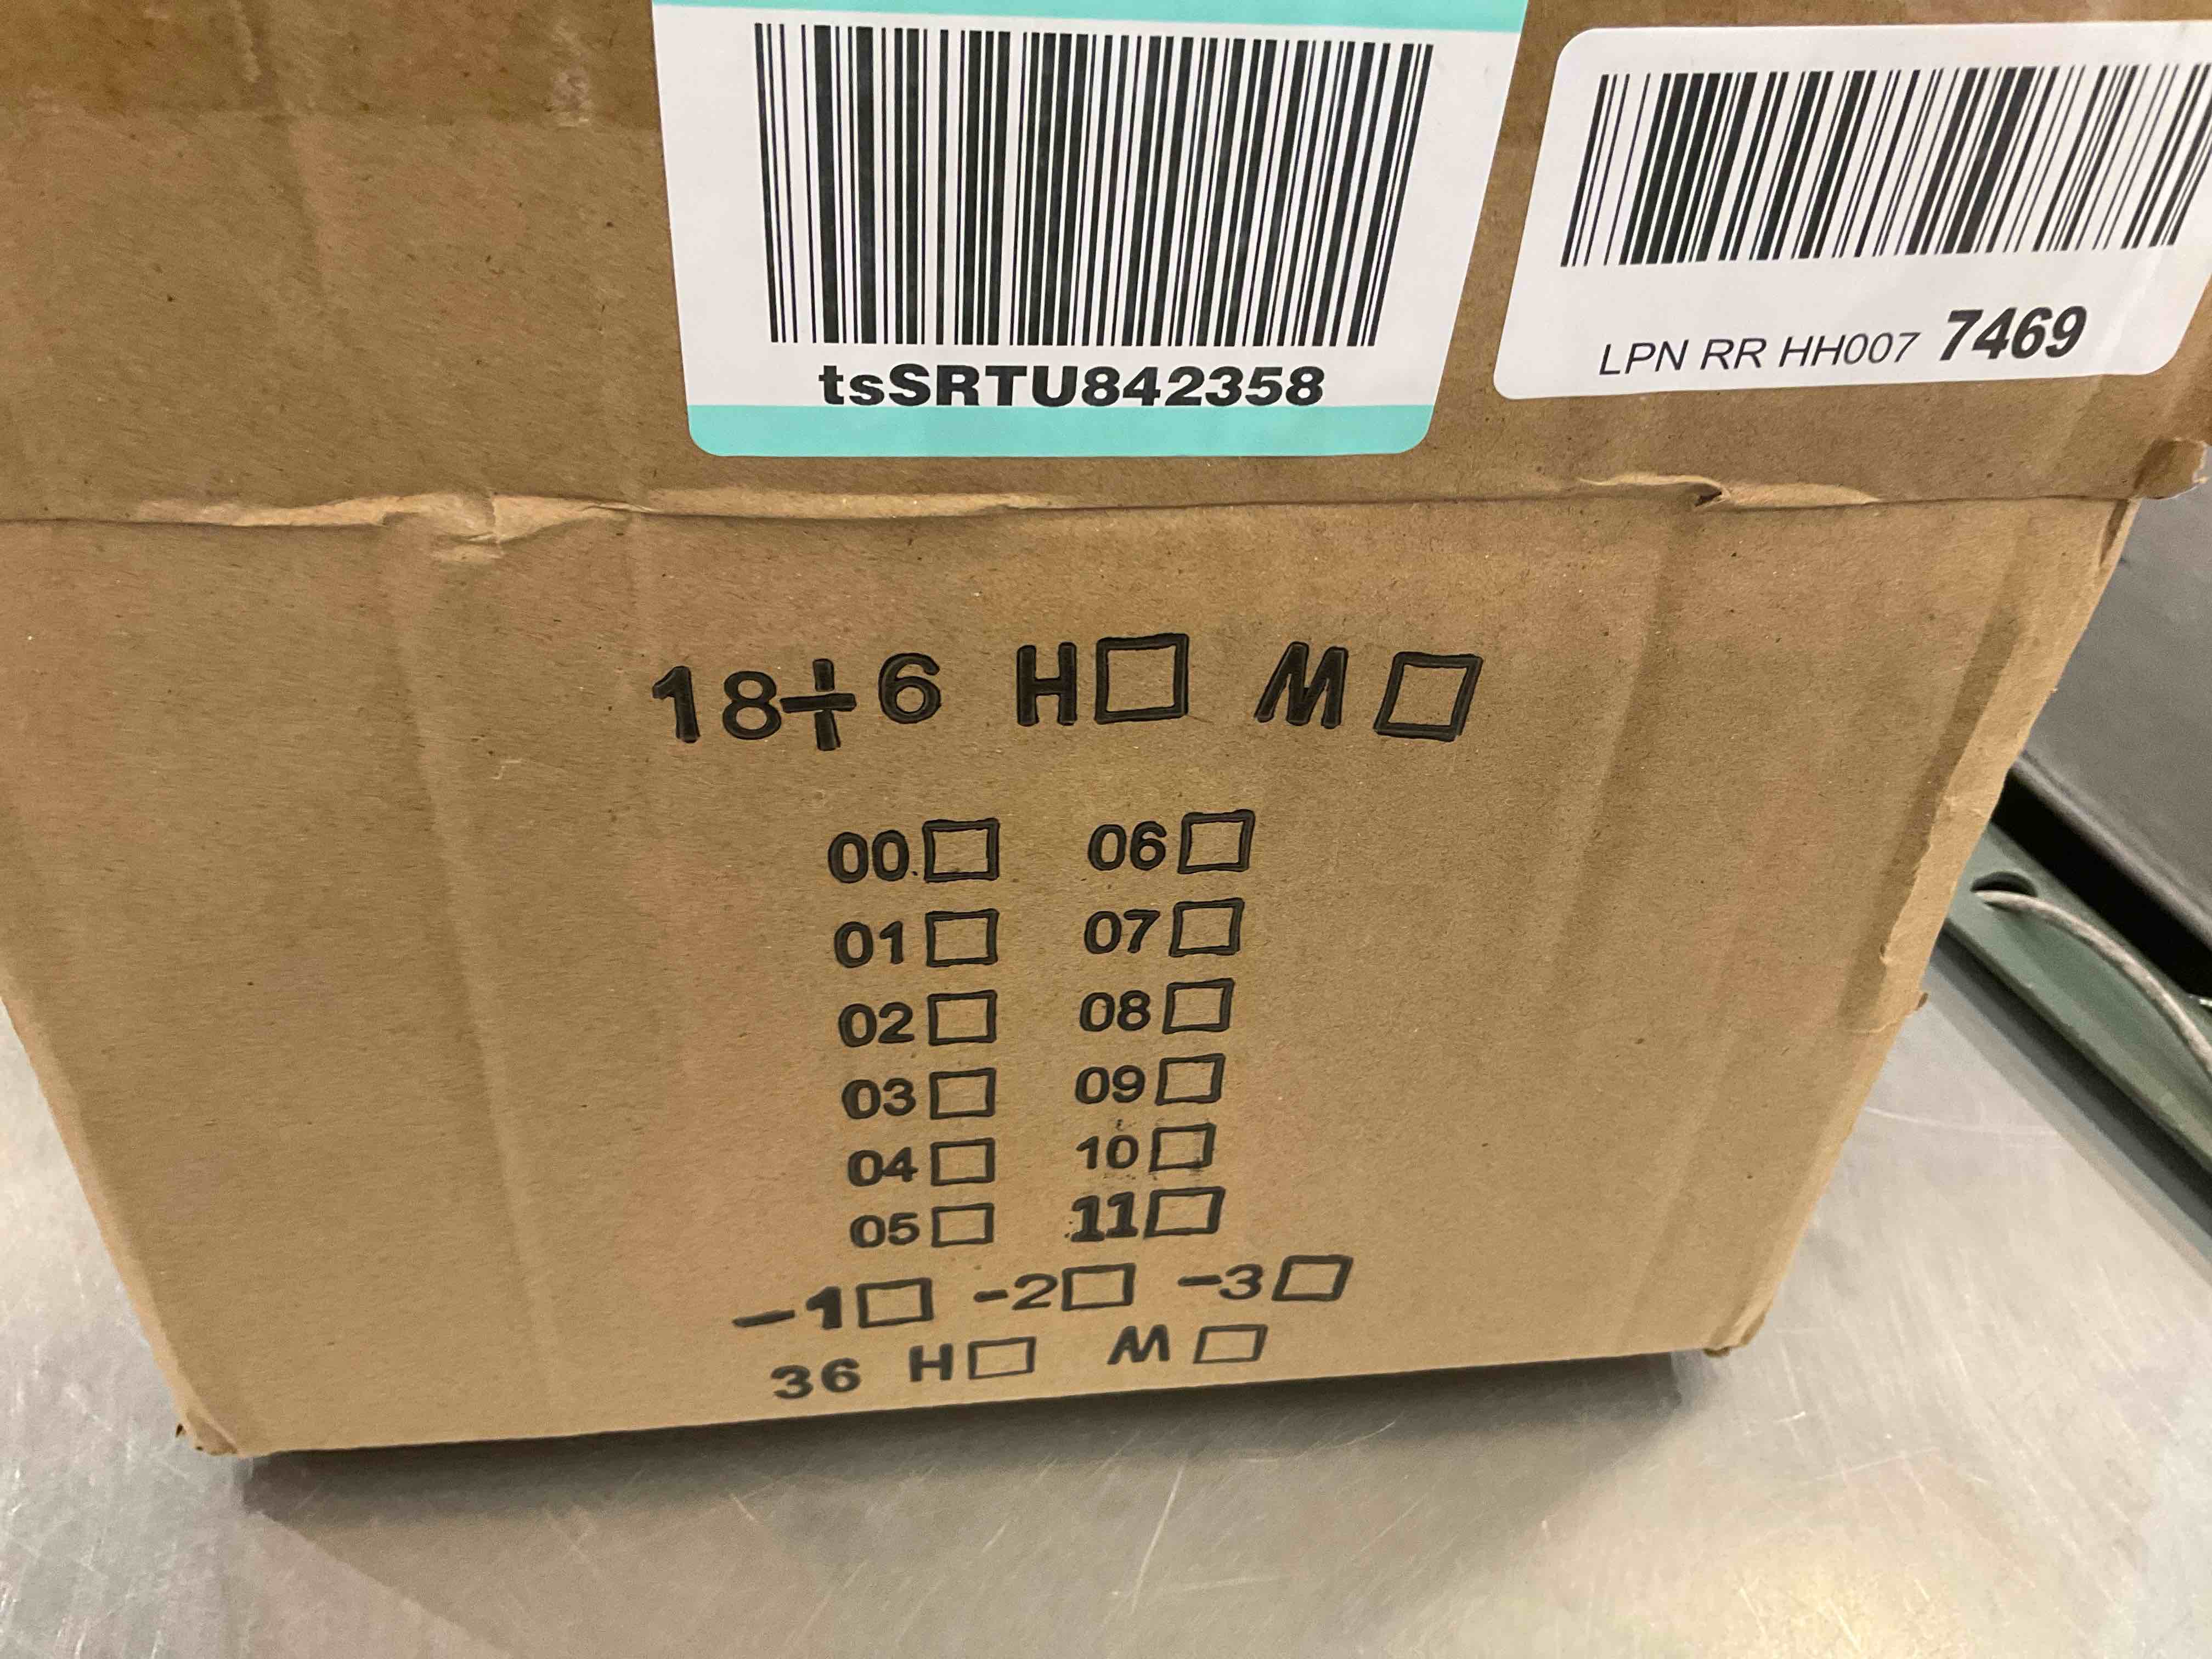 tsSRTU842358
LPN RR HH007 7469
18+6 H☐ M☐
00☐ 06☐
01☐ 07☐
02☐ 08☐
03☐ 09☐
04☐ 10☐
05☐ 11☐
-1☐ -2☐ -3☐
36 H☐ M☐